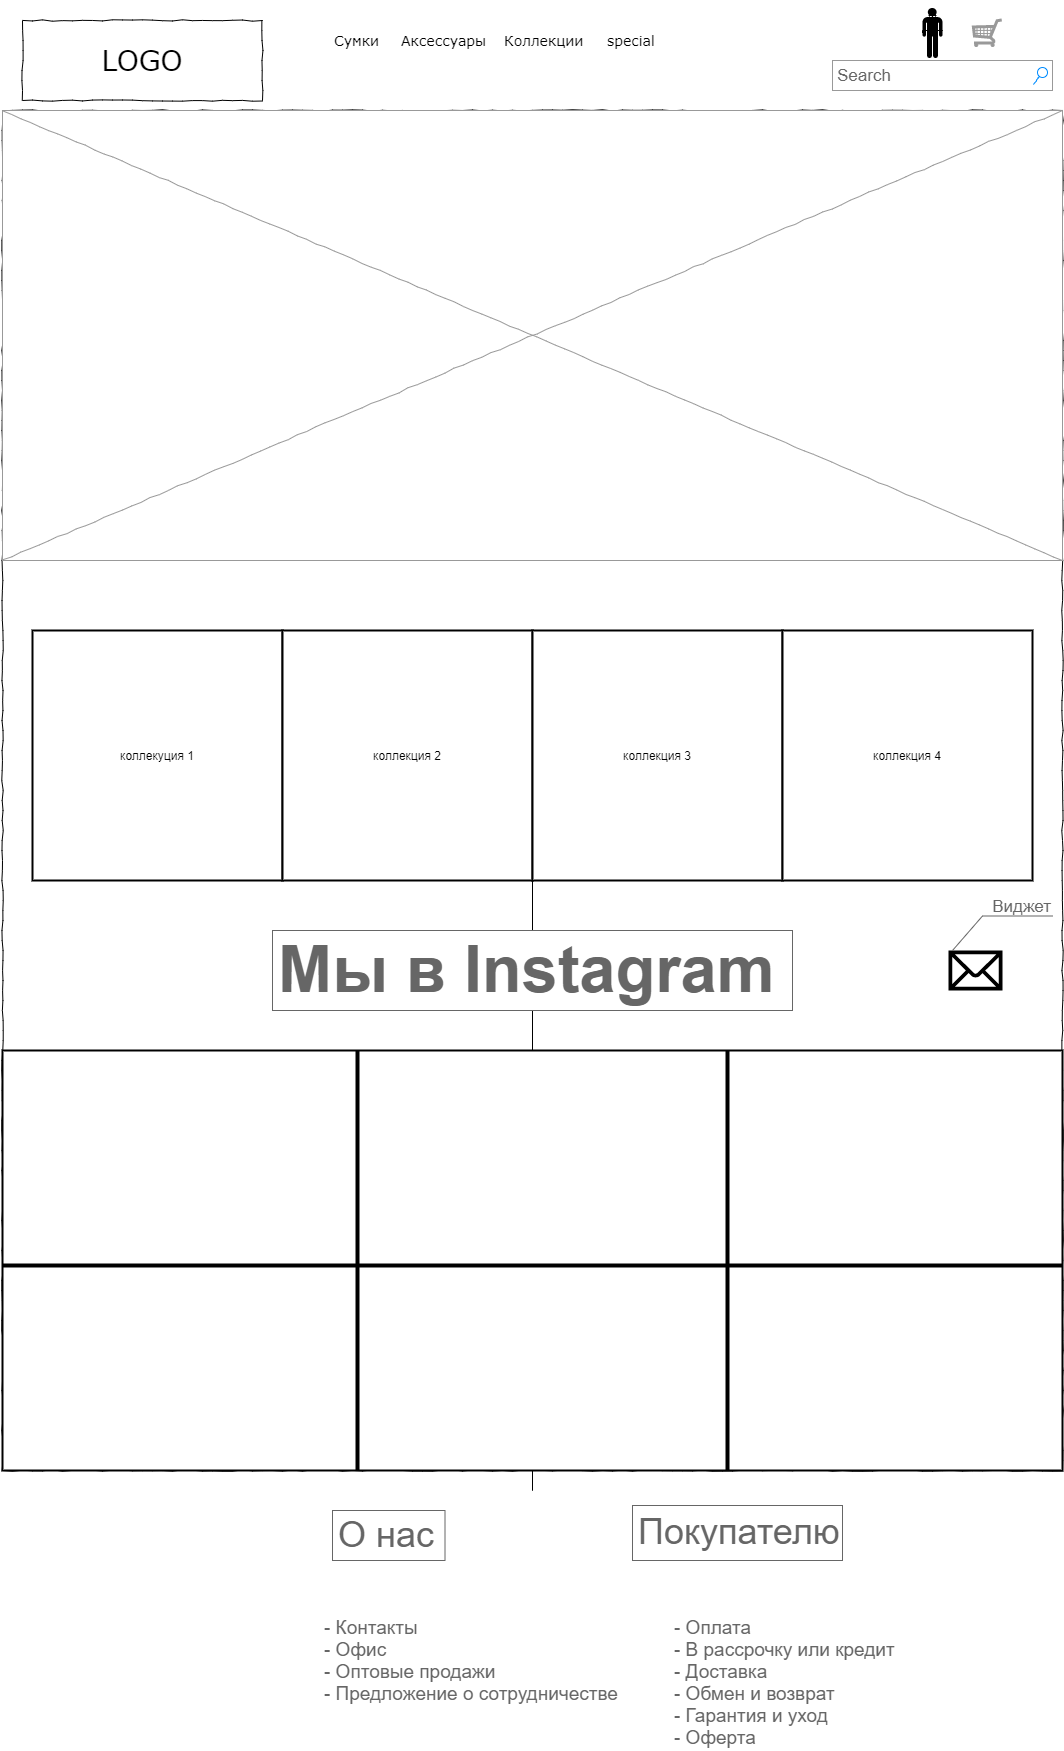 LOGO
Сумки
Аксессуары
Коллекции
special
Search
коллекуция 1
коллекция 2
коллекция 3
коллекция 4
Виджет
Мы в Instagram
О нас
Покупателю
- Контакты
- Офис
- Оптовые продажи
- Предложение о сотрудничестве
- Оплата
- В рассрочку или кредит
- Доставка
- Обмен и возврат
- Гарантия и уход
- Оферта